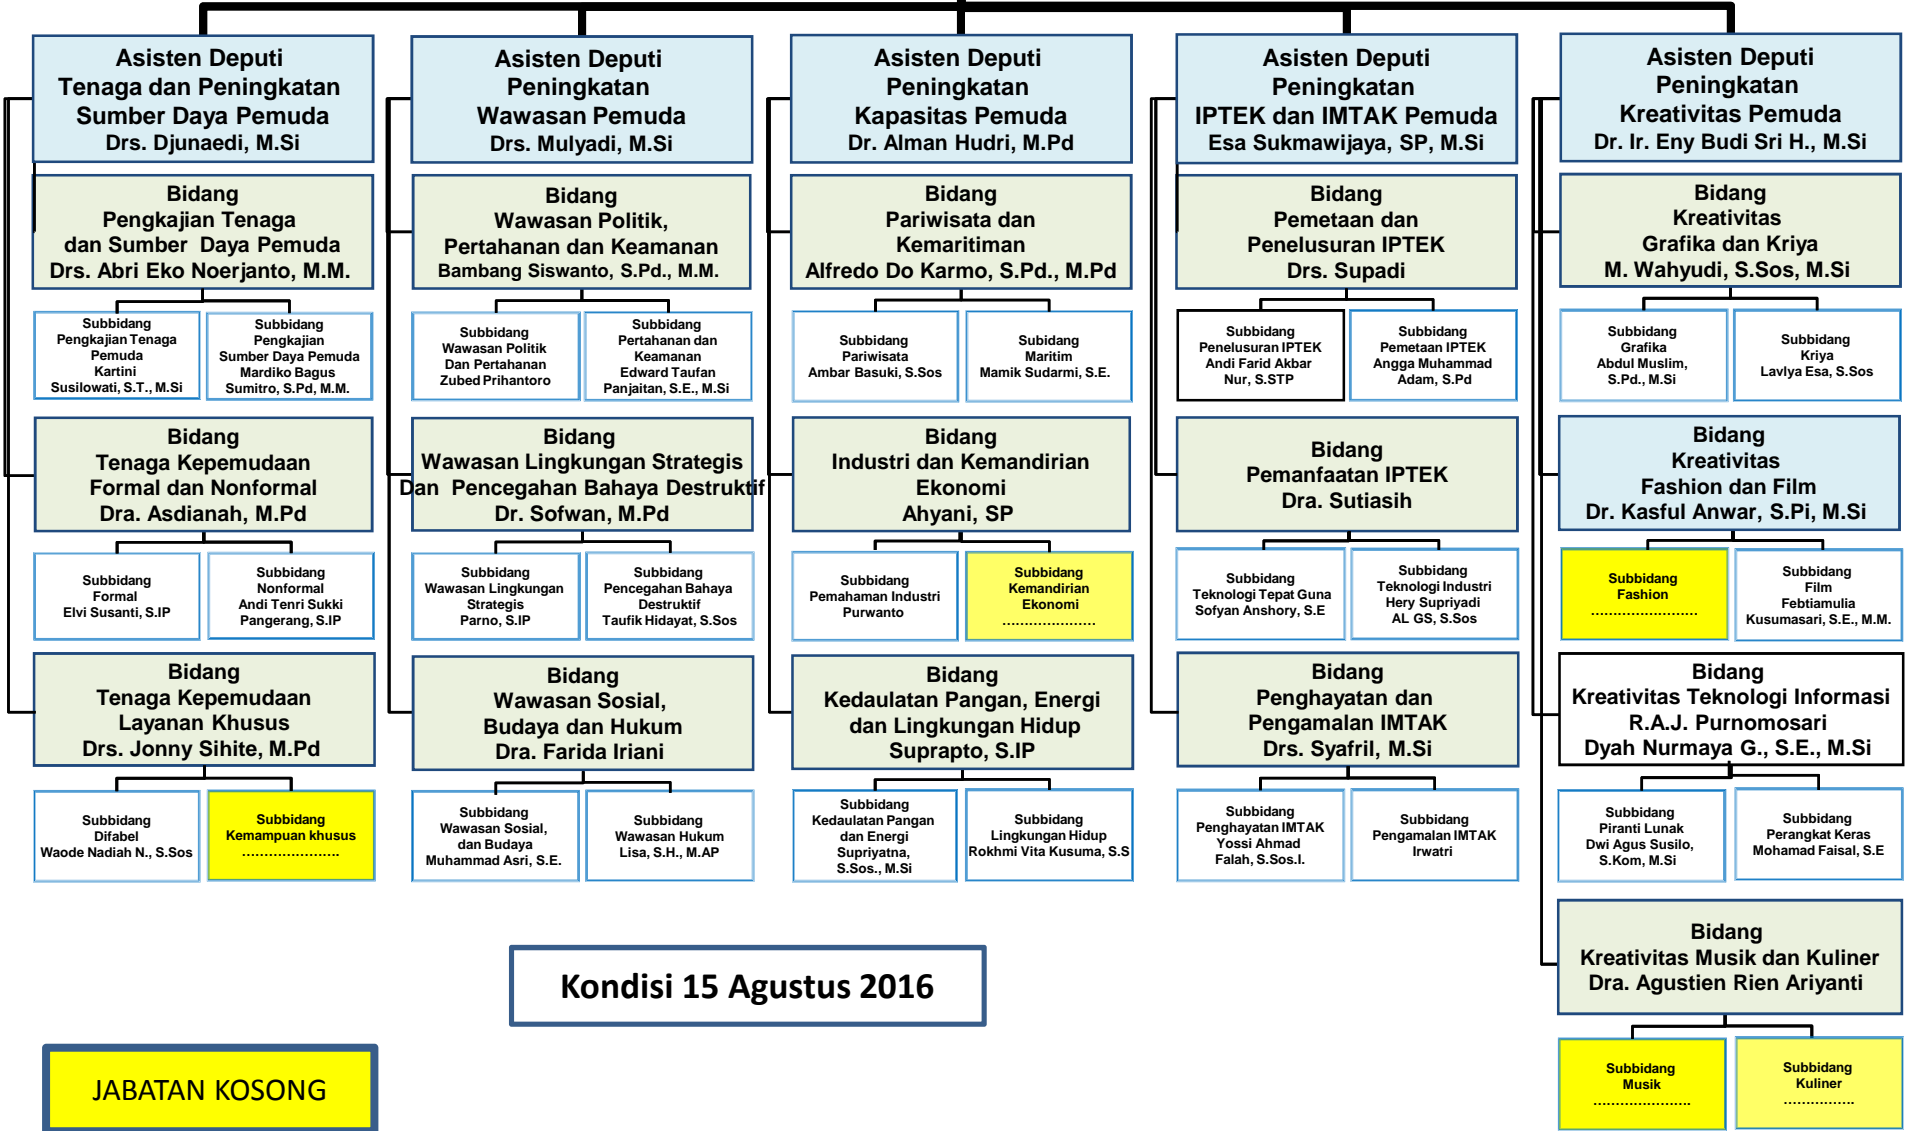 Asisten Deputi
Tenaga dan Peningkatan
Sumber Daya Pemuda
Drs. Djunaedi, M.Si
Bidang
Pengkajian Tenaga
dan Sumber Daya Pemuda
Drs. Abri Eko Noerjanto, M.M.
Subbidang
Pengkajian Tenaga
Pemuda
Kartini
Susilowati, S.T., M.Si
Subbidang
Pengkajian
Sumber Daya Pemuda
Mardiko Bagus
Sumitro, S.Pd, M.M.
Bidang
Tenaga Kepemudaan
Formal dan Nonformal
Dra. Asdianah, M.Pd
Subbidang
Formal
Elvi Susanti, S.IP
Subbidang
Nonformal
Andi Tenri Sukki
Pangerang, S.IP
Bidang
Tenaga Kepemudaan
Layanan Khusus
Drs. Jonny Sihite, M.Pd
Subbidang
Difabel
Waode Nadiah N., S.Sos
Subbidang
Kemampuan khusus
…………………..
Asisten Deputi
Peningkatan
Wawasan Pemuda
Drs. Mulyadi, M.Si
Bidang
Wawasan Politik,
Pertahanan dan Keamanan
Bambang Siswanto, S.Pd., M.M.
Subbidang
Wawasan Politik
Dan Pertahanan
Zubed Prihantoro
Subbidang
Pertahanan dan
Keamanan
Edward Taufan
Panjaitan, S.E., M.Si
Bidang
Wawasan Lingkungan Strategis
Dan Pencegahan Bahaya Destruktif
Dr. Sofwan, M.Pd
Subbidang
Wawasan Lingkungan
Strategis
Parno, S.IP
Subbidang
Pencegahan Bahaya
Destruktif
Taufik Hidayat, S.Sos
Bidang
Wawasan Sosial,
Budaya dan Hukum
Dra. Farida Iriani
Subbidang
Wawasan Sosial,
dan Budaya
Muhammad Asri, S.E.
Subbidang
Wawasan Hukum
Lisa, S.H., M.AP
Asisten Deputi
Peningkatan
Kapasitas Pemuda
Dr. Alman Hudri, M.Pd
Bidang
Pariwisata dan
Kemaritiman
Alfredo Do Karmo, S.Pd., M.Pd
Subbidang
Pariwisata
Ambar Basuki, S.Sos
Subidang
Maritim
Mamik Sudarmi, S.E.
Bidang
Industri dan Kemandirian
Ekonomi
Ahyani, SP
Subbidang
Pemahaman Industri
Purwanto
Subbidang
Kemandirian
Ekonomi
…………………..
Bidang
Kedaulatan Pangan, Energi
dan Lingkungan Hidup
Suprapto, S.IP
Subbidang
Kedaulatan Pangan
dan Energi
Supriyatna,
S.Sos., M.Si
Subbidang
Lingkungan Hidup
Rokhmi Vita Kusuma, S.S
Asisten Deputi
Peningkatan
IPTEK dan IMTAK Pemuda
Esa Sukmawijaya, SP, M.Si
Bidang
Pemetaan dan
Penelusuran IPTEK
Drs. Supadi
Subbidang
Penelusuran IPTEK
Andi Farid Akbar
Nur, S.STP
Subbidang
Pemetaan IPTEK
Angga Muhammad
Adam, S.Pd
Bidang
Pemanfaatan IPTEK
Dra. Sutiasih
Subbidang
Teknologi Tepat Guna
Sofyan Anshory, S.E
Subbidang
Teknologi Industri
Hery Supriyadi
AL GS, S.Sos
Bidang
Penghayatan dan
Pengamalan IMTAK
Drs. Syafril, M.Si
Subbidang
Penghayatan IMTAK
Yossi Ahmad
Falah, S.Sos.I.
Subbidang
Pengamalan IMTAK
Irwatri
Asisten Deputi
Peningkatan
Kreativitas Pemuda
Dr. Ir. Eny Budi Sri H., M.Si
Bidang
Kreativitas
Grafika dan Kriya
M. Wahyudi, S.Sos, M.Si
Subbidang
Grafika
Abdul Muslim,
S.Pd., M.Si
Subbidang
Kriya
Lavlya Esa, S.Sos
Bidang
Kreativitas
Fashion dan Film
Dr. Kasful Anwar, S.Pi, M.Si
Subbidang
Fashion
…………………….
Subbidang
Film
Febtiamulia
Kusumasari, S.E., M.M.
Bidang
Kreativitas Teknologi Informasi
R.A.J. Purnomosari
Dyah Nurmaya G., S.E., M.Si
Subbidang
Piranti Lunak
Dwi Agus Susilo,
S.Kom, M.Si
Subbidang
Perangkat Keras
Mohamad Faisal, S.E
Bidang
Kreativitas Musik dan Kuliner
Dra. Agustien Rien Ariyanti
Subbidang
Musik
…………………..
Subbidang
Kuliner
…………….
Kondisi 15 Agustus 2016
JABATAN KOSONG